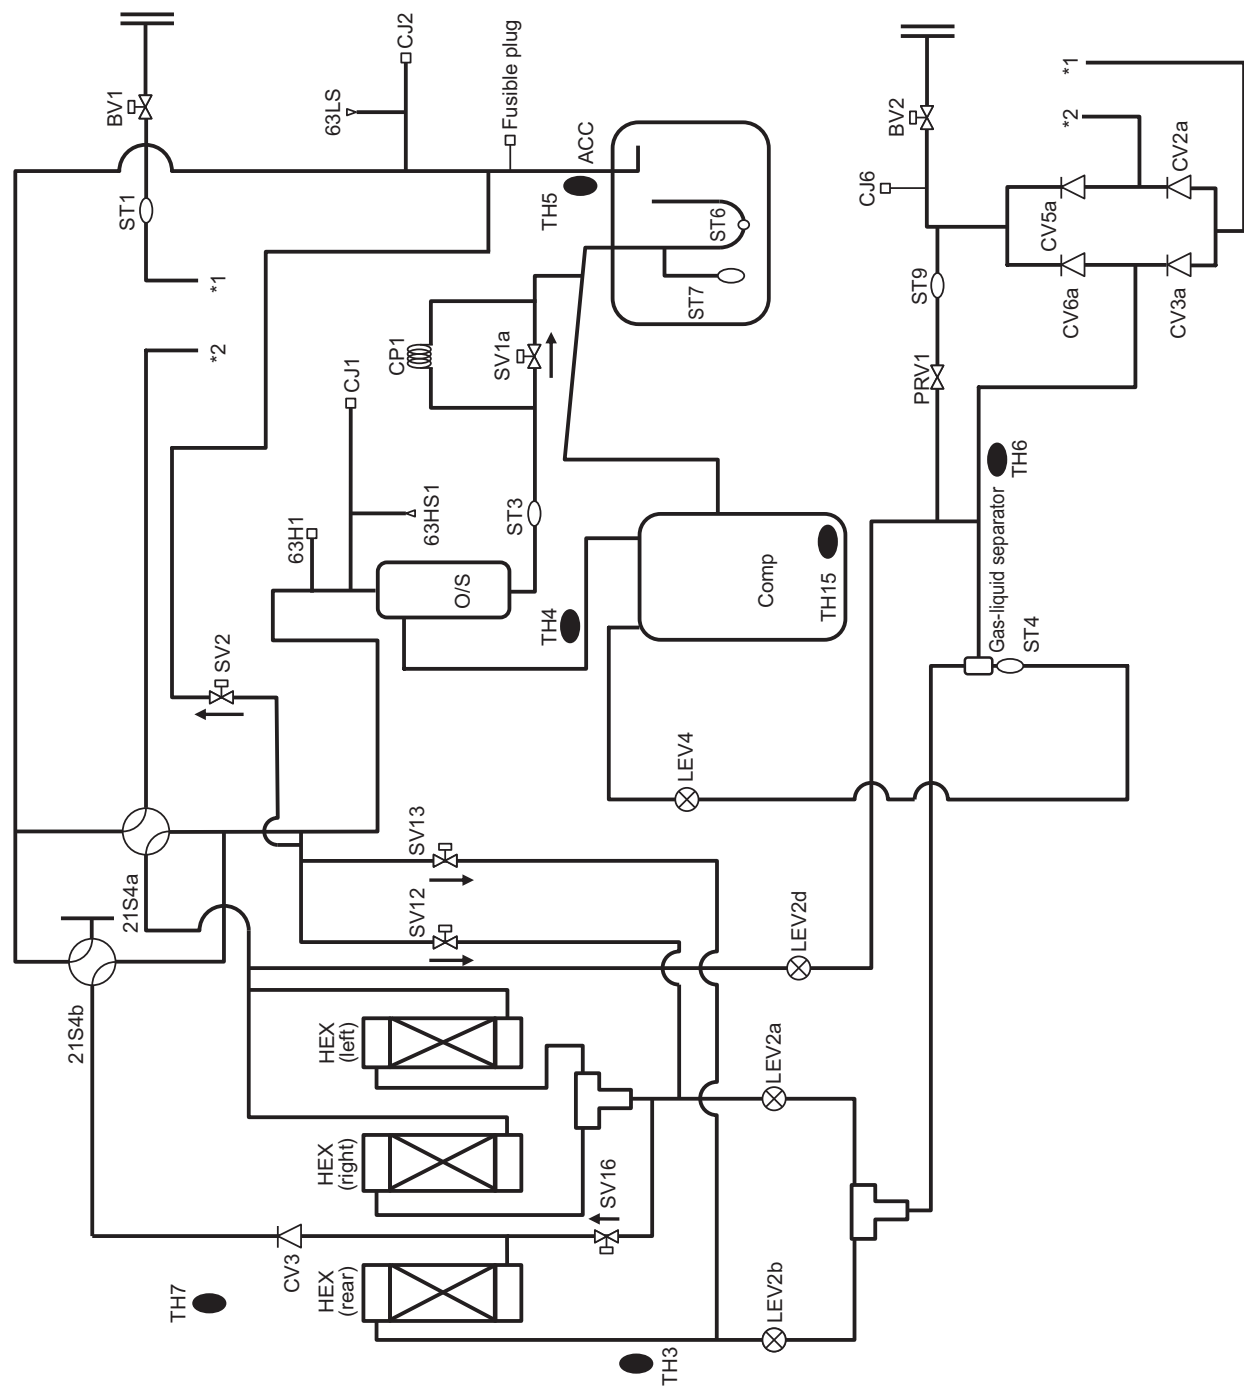 TH7
21S4b
21S4a
CV3
HEX
(rear)
HEX
(right)
HEX
(left)
SV16
TH3
LEV2b
LEV2a
LEV2d
SV12
SV13
SV2
LEV4
63H1
CJ1
63HS1
O/S
TH4
ST3
CP1
SV1a
Comp
TH15
*2
*1
ST1
BV1
63LS
CJ2
Fusible plug
TH5
ACC
ST7
ST6
Gas-liquid separator
ST4
TH6
PRV1
ST9
CJ6
BV2
CV6a
CV5a
CV3a
CV2a
*2
*1